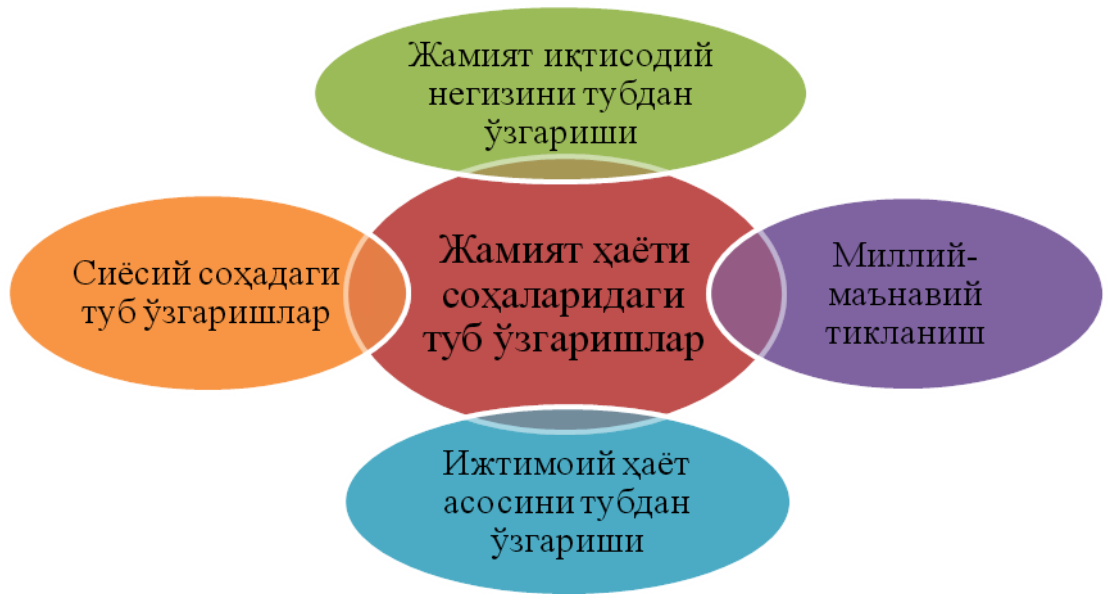 Жамият иқтисодий
негизини тубдан
ўзгариши
Сиёсий соҳадаги
туб ўзгаришлар
Жамият ҳаёти
соҳаларидаги
туб ўзгаришлар
Миллий-
маънавий
тикланиш
Ижтимоий ҳаёт
асосини тубдан
ўзгариши